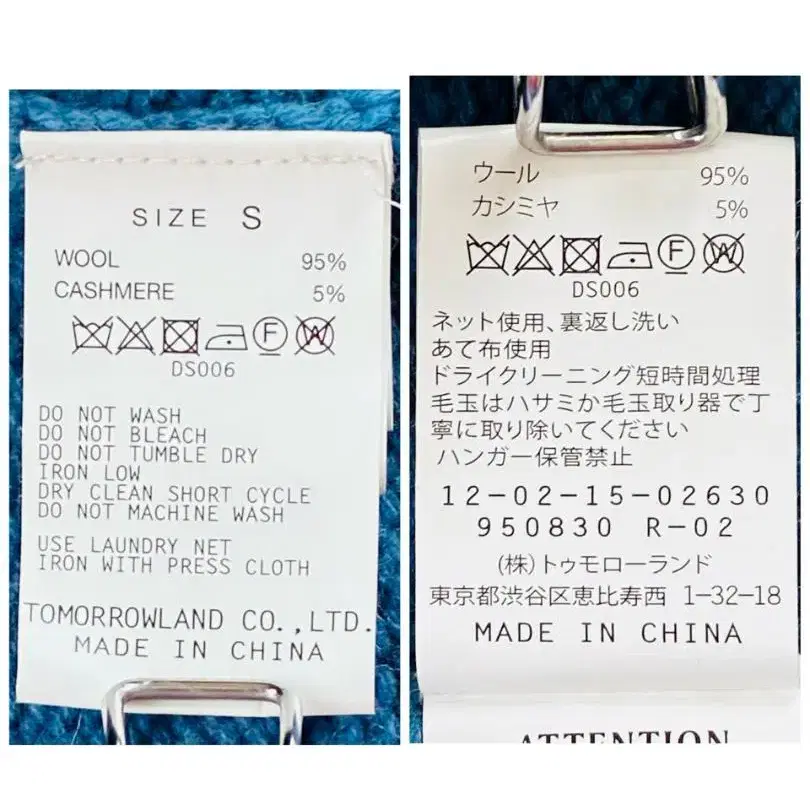 SIZE S
WOOL 95%
CASHMERE 5%
F W
DS006
DO NOT WASH
DO NOT BLEACH
DO NOT TUMBLE DRY
IRON LOW
DRY CLEAN SHORT CYCLE
DO NOT MACHINE WASH
USE LAUNDRY NET
IRON WITH PRESS CLOTH
TOMORROWLAND CO.,LTD.
MADE IN CHINA
ウール 95%
カシミヤ 5%
F W
DS006
ネット使用、裏返し洗い
あて布使用
ドライクリーニング短時間処理
毛玉はハサミか毛玉取り器で丁
寧に取り除いてください
ハンガー保管禁止
12-02-15-02630
950830 R-02
(株)トゥモローランド
東京都渋谷区恵比寿西 1-32-18
MADE IN CHINA
ATTENTION